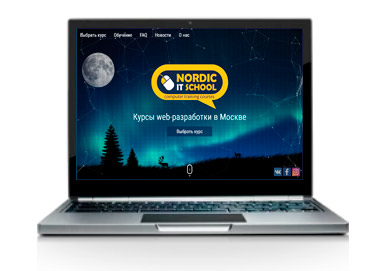 Выбрать курс Обучение FAQ Новости О нас
NORDIC
IT SCHOOL
computer training courses
Курсы web-разработки в Москве
Выбрать курс